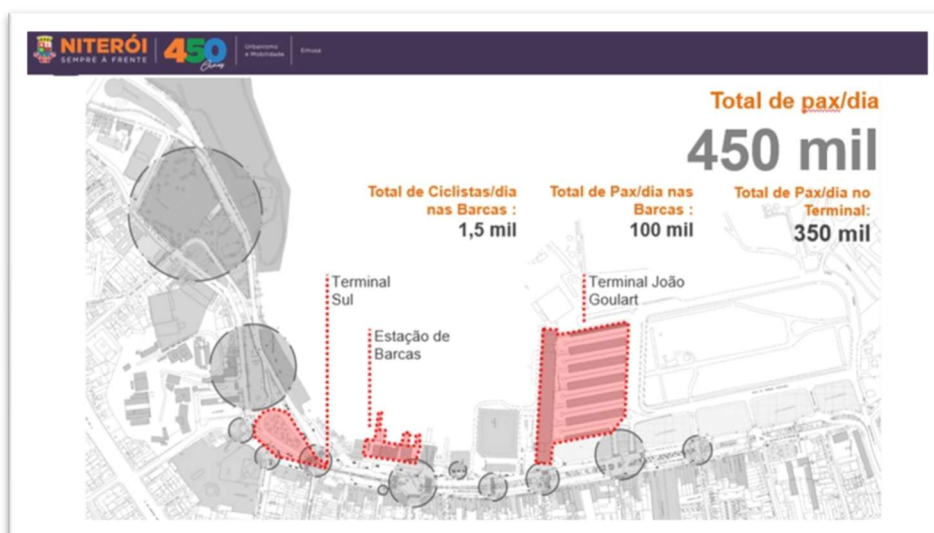 NITERÓI
SEMPRE À FRENTE
450
Anos
Urbanismo
e Mobilidade
Emusa
Total de pax/dia
450 mil
Total de Ciclistas/dia
nas Barcas :
1,5 mil
Total de Pax/dia nas
Barcas :
100 mil
Total de Pax/dia no
Terminal:
350 mil
Terminal
Sul
Estação de
Barcas
Terminal João
Goulart